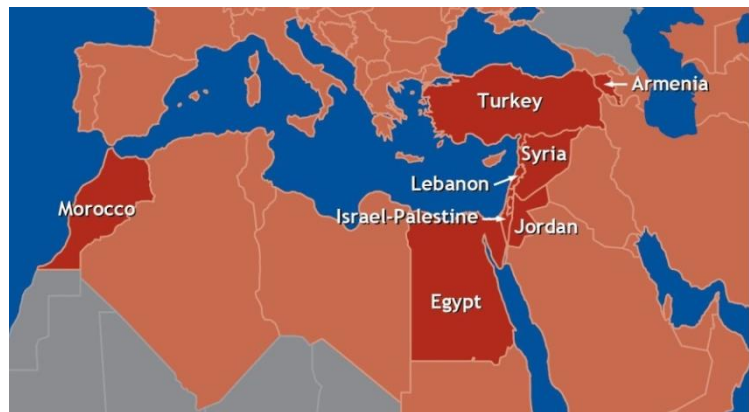 Armenia
Turkey
Syria
Lebanon
Morocco
Israel-Palestine
Jordan
Egypt